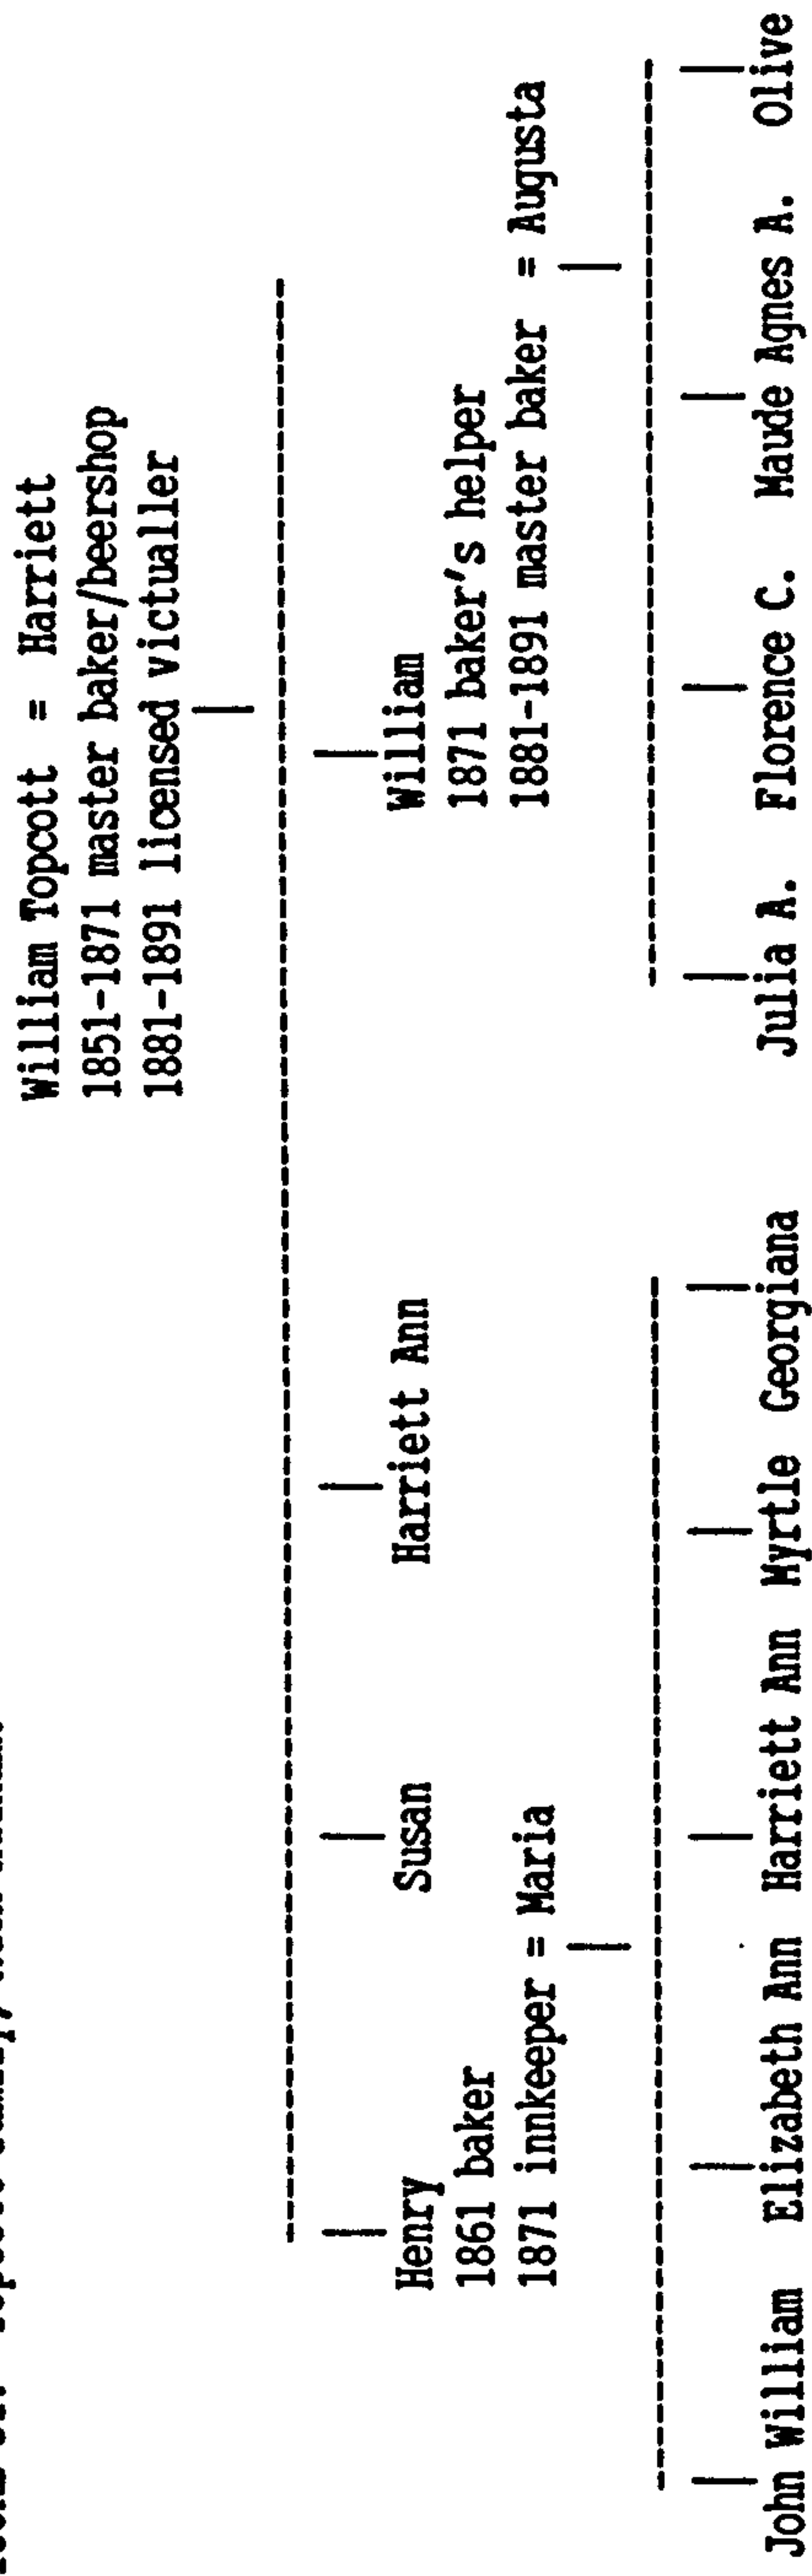 William Topcott = Harriett
1851-1871 master baker/beershop
1881-1891 licensed victualler
Henry Susan Harriett Ann William
1861 baker 1871 baker's helper
1871 innkeeper = Maria 1881-1891 master baker = Augusta
John William Elizabeth Ann Harriett Ann Myrtle Georgiana Julia A. Florence C. Maude Agnes A. Olive